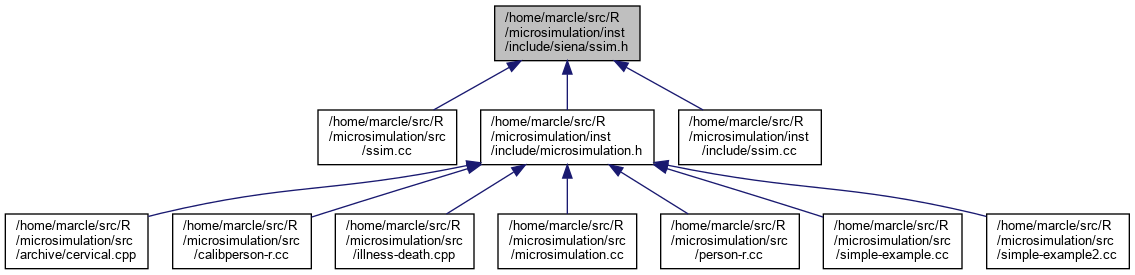 /home/marcle/src/R
/microsimulation/inst
/include/siena/ssim.h
/home/marcle/src/R
/microsimulation/src
/ssim.cc
/home/marcle/src/R
/microsimulation/inst
/include/microsimulation.h
/home/marcle/src/R
/microsimulation/inst
/include/ssim.cc
/home/marcle/src/R
/microsimulation/src
/archive/cervical.cpp
/home/marcle/src/R
/microsimulation/src
/calibperson-r.cc
/home/marcle/src/R
/microsimulation/src
/illness-death.cpp
/home/marcle/src/R
/microsimulation/src
/microsimulation.cc
/home/marcle/src/R
/microsimulation/src
/person-r.cc
/home/marcle/src/R
/microsimulation/src
/simple-example.cc
/home/marcle/src/R
/microsimulation/src
/simple-example2.cc